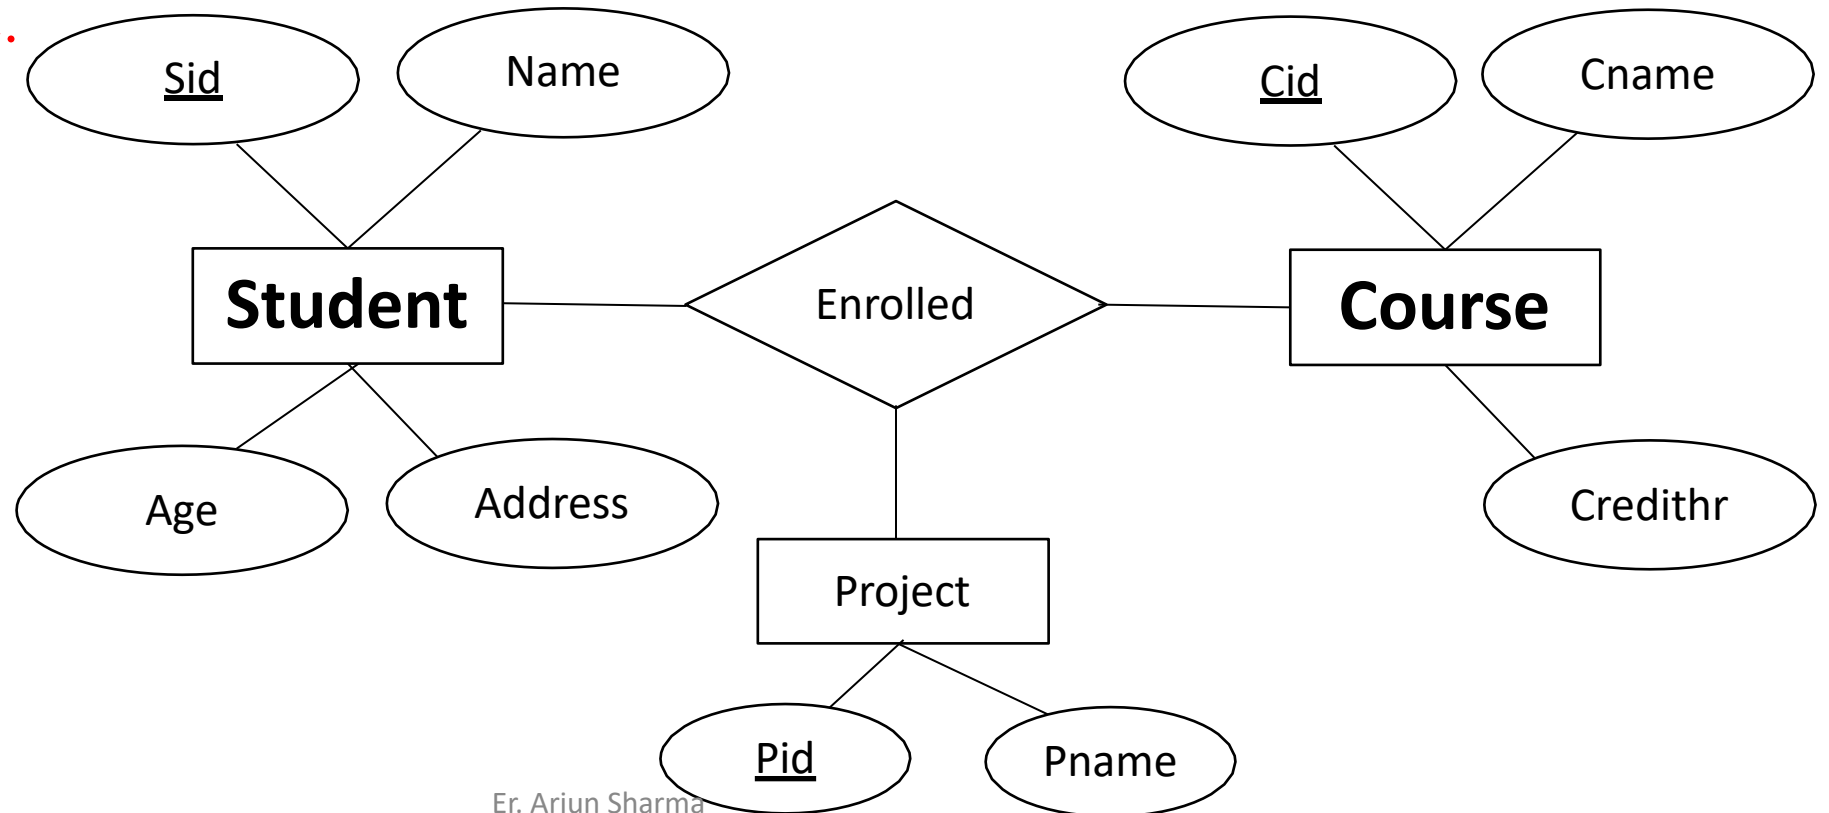 Sid
Name
Cid
Cname
Student
Enrolled
Course
Age
Address
Credithr
Project
Pid
Pname
Er. Arjun Sharma